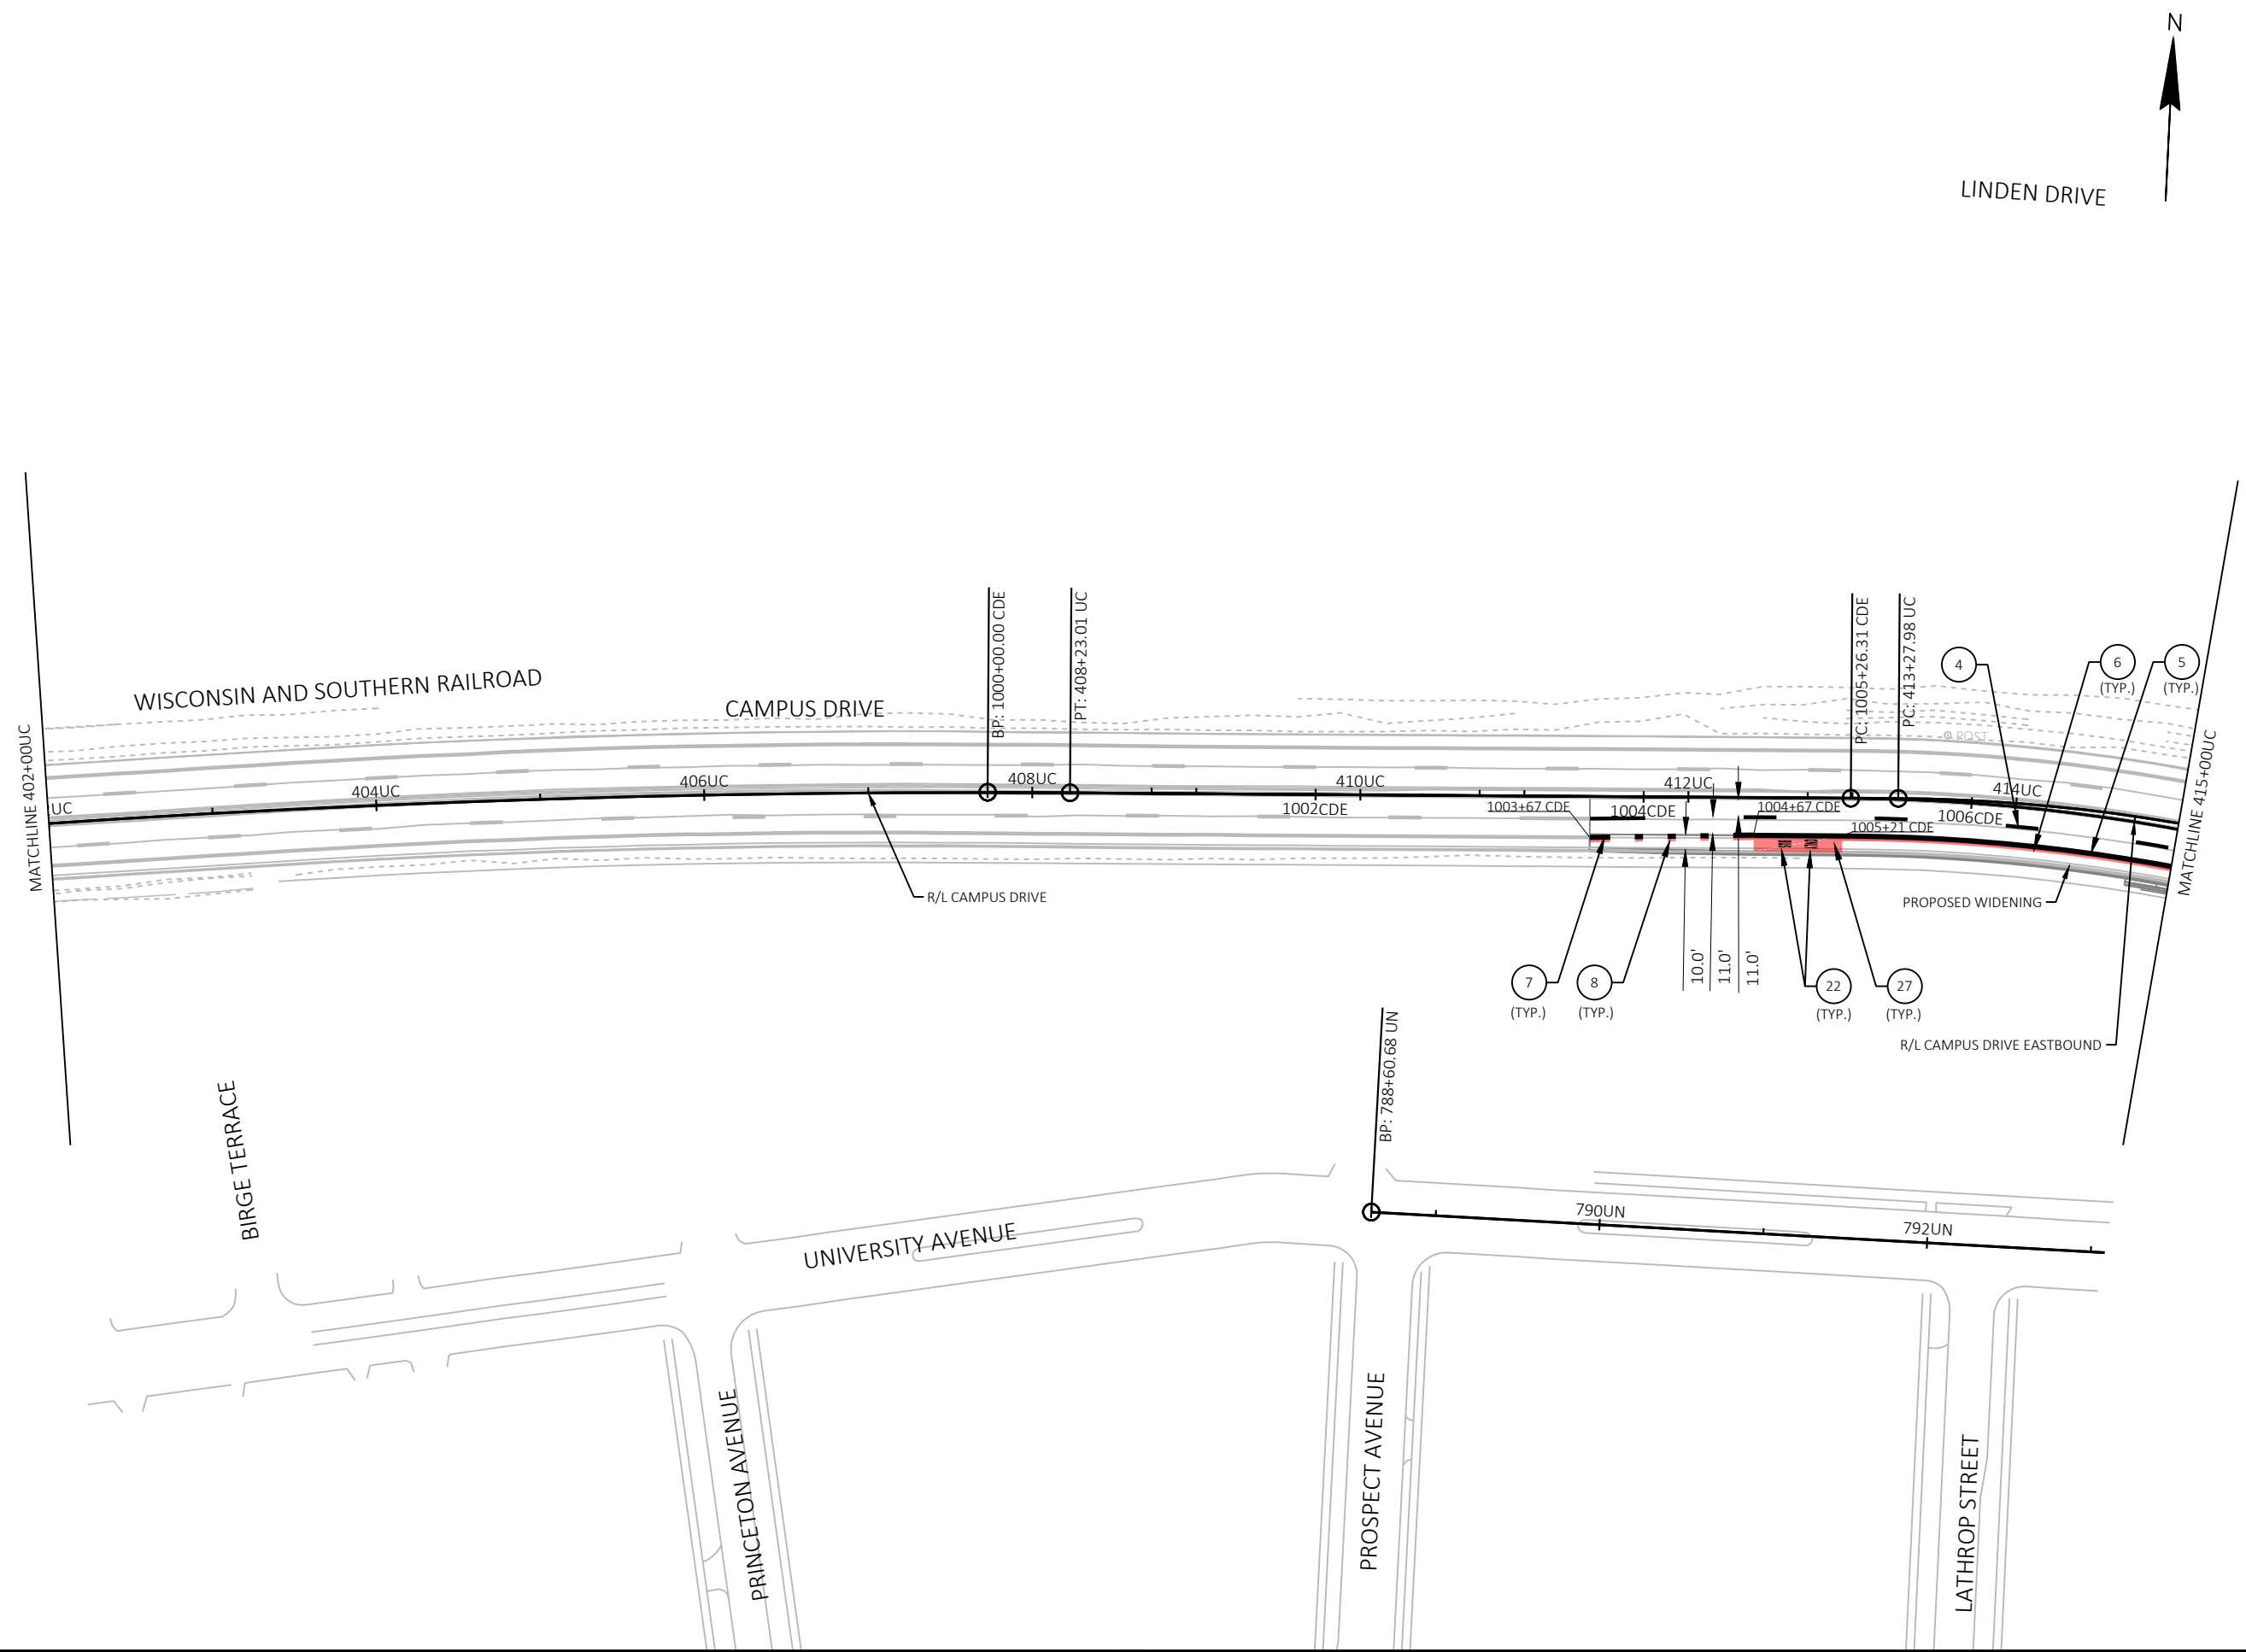 N
LINDEN DRIVE
WISCONSIN AND SOUTHERN RAILROAD
CAMPUS DRIVE
BP: 1000+00.00 CDE
PT: 408+23.01 UC
PC: 1005+26.31 CDE
PC: 413+27.98 UC
4
6
(TYP.)
5
(TYP.)
POST
MATCHLINE 402+00UC
MATCHLINE 415+00UC
UC
404UC
406UC
408UC
410UC
412UC
414UC
1002CDE
1003+67 CDE
1004CDE
1004+67 CDE
1005+21 CDE
1006CDE
R/L CAMPUS DRIVE
PROPOSED WIDENING
7
(TYP.)
8
(TYP.)
10.0'
11.0'
11.0'
22
(TYP.)
27
(TYP.)
R/L CAMPUS DRIVE EASTBOUND
BP: 788+60.68 UN
BIRGE TERRACE
UNIVERSITY AVENUE
790UN
792UN
PRINCETON AVENUE
PROSPECT AVENUE
LATHROP STREET